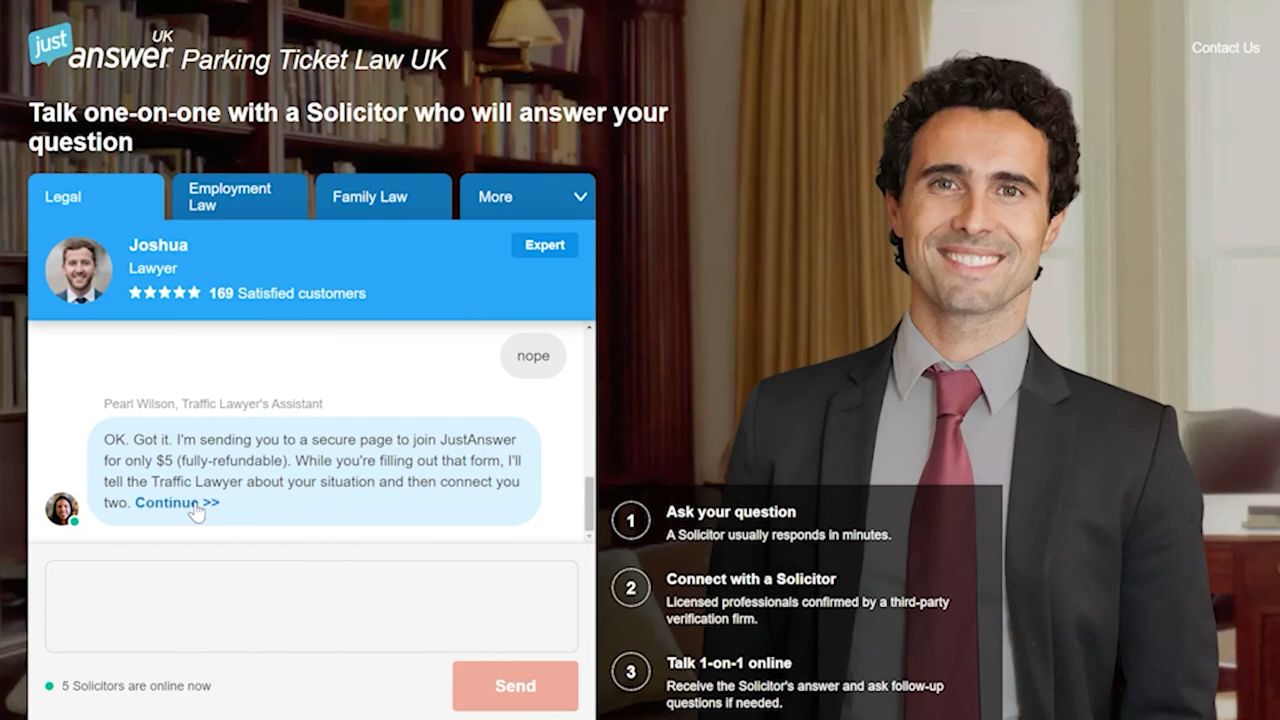 just
answer
UK
Parking Ticket Law UK
Contact Us
Talk one-on-one with a Solicitor who will answer your
question
Legal
Employment
Law
Family Law
More
Joshua
Expert
Lawyer
169 Satisfied customers
nope
Pearl Wilson, Traffic Lawyer's Assistant
OK. Got it. I'm sending you to a secure page to join JustAnswer
for only $5 (fully-refundable). While you're filling out that form, I'll
tell the Traffic Lawyer about your situation and then connect you
two. Continue >>
5 Solicitors are online now
Send
1
Ask your question
A Solicitor usually responds in minutes.
2
Connect with a Solicitor
Licensed professionals confirmed by a third-party
verification firm.
3
Talk 1-on-1 online
Receive the Solicitor's answer and ask follow-up
questions if needed.